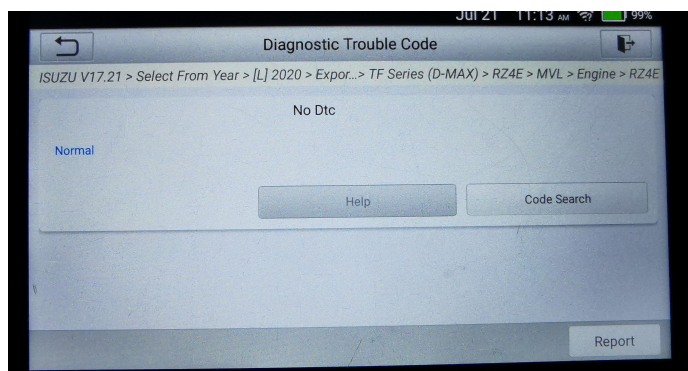 Jul 21 11:13 AM 99%
Diagnostic Trouble Code
ISUZU V17.21 > Select From Year > [L] 2020 > Expor...> TF Series (D-MAX) > RZ4E > MVL > Engine > RZ4E
No Dtc
Normal
Help
Code Search
Report